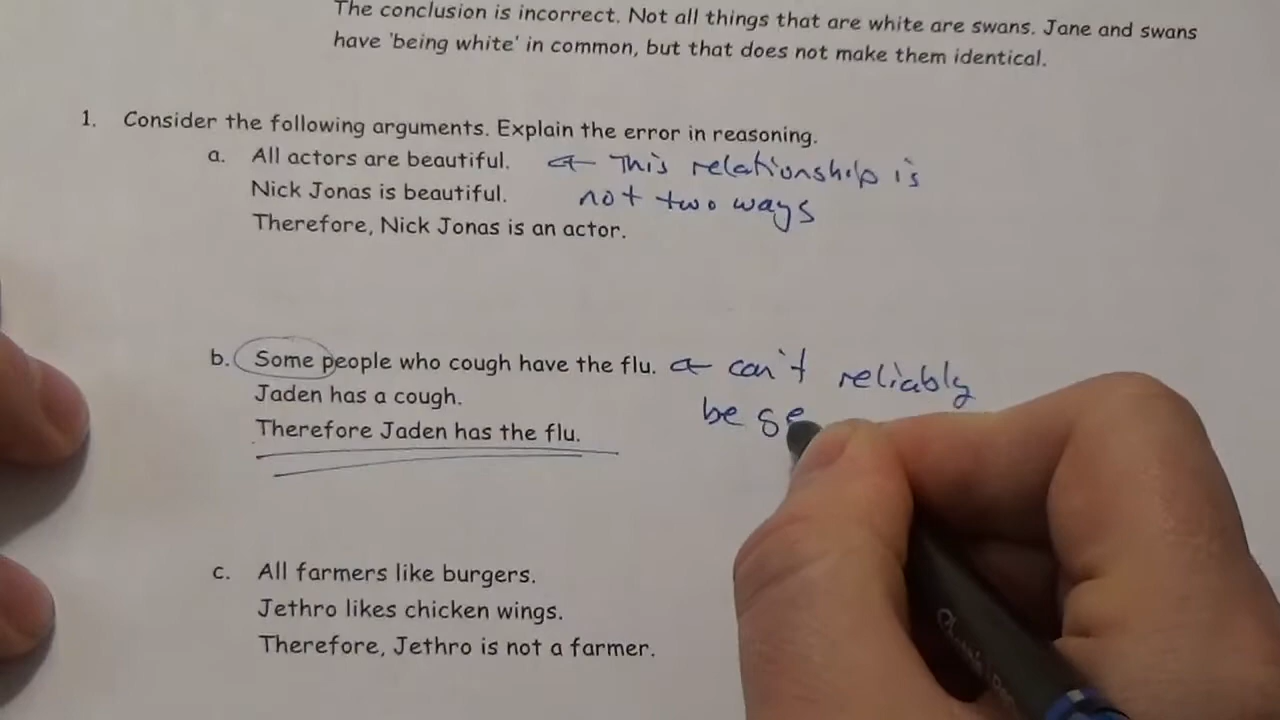 The conclusion is incorrect. Not all things that are white are swans. Jane and swans
have 'being white' in common, but that does not make them identical.
1. Consider the following arguments. Explain the error in reasoning.
a. All actors are beautiful. ← This relationship is
Nick Jonas is beautiful. not two ways
Therefore, Nick Jonas is an actor.
b. Some people who cough have the flu. ← can't reliably
Jaden has a cough. be ge
Therefore Jaden has the flu.
c. All farmers like burgers.
Jethro likes chicken wings.
Therefore, Jethro is not a farmer.